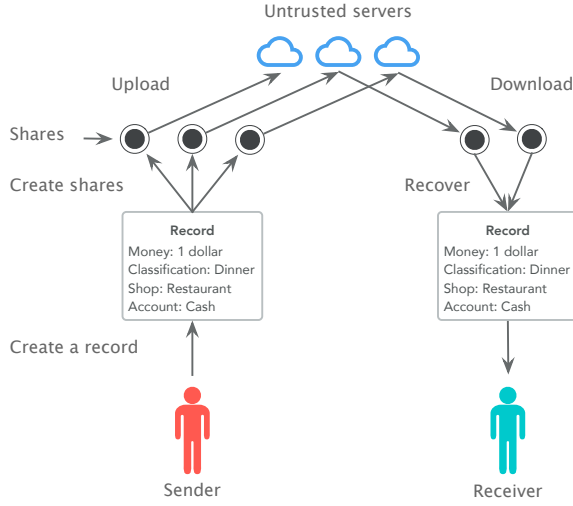 Untrusted servers
Upload
Download
Shares
Create shares
Recover
Record
Money: 1 dollar
Classification: Dinner
Shop: Restaurant
Account: Cash
Record
Money: 1 dollar
Classification: Dinner
Shop: Restaurant
Account: Cash
Create a record
Sender
Receiver